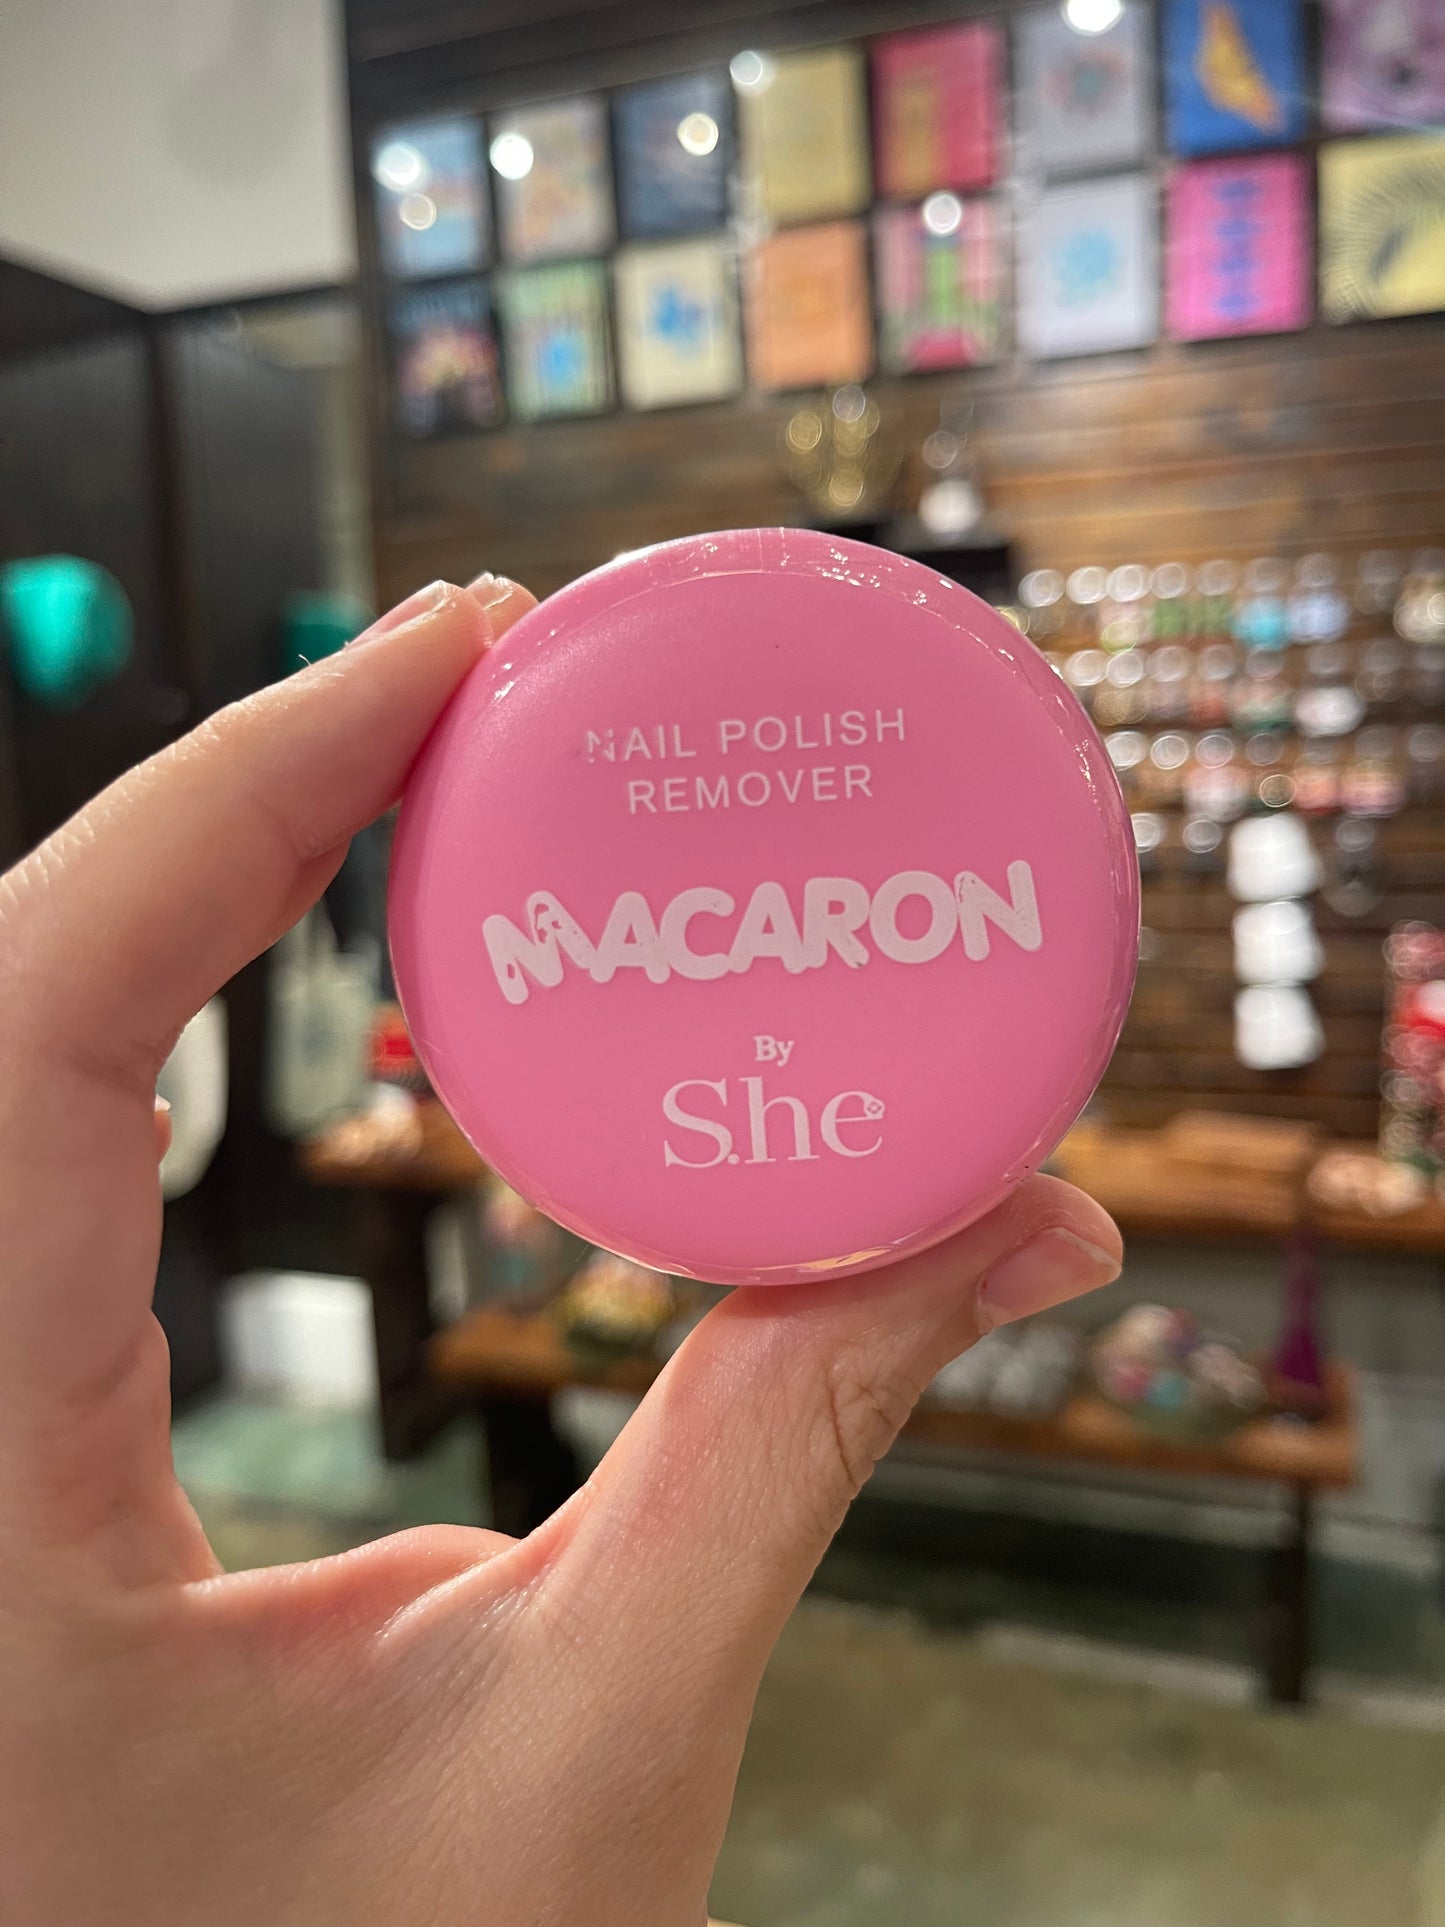 NAIL POLISH
REMOVER
MACARON
By
S.he